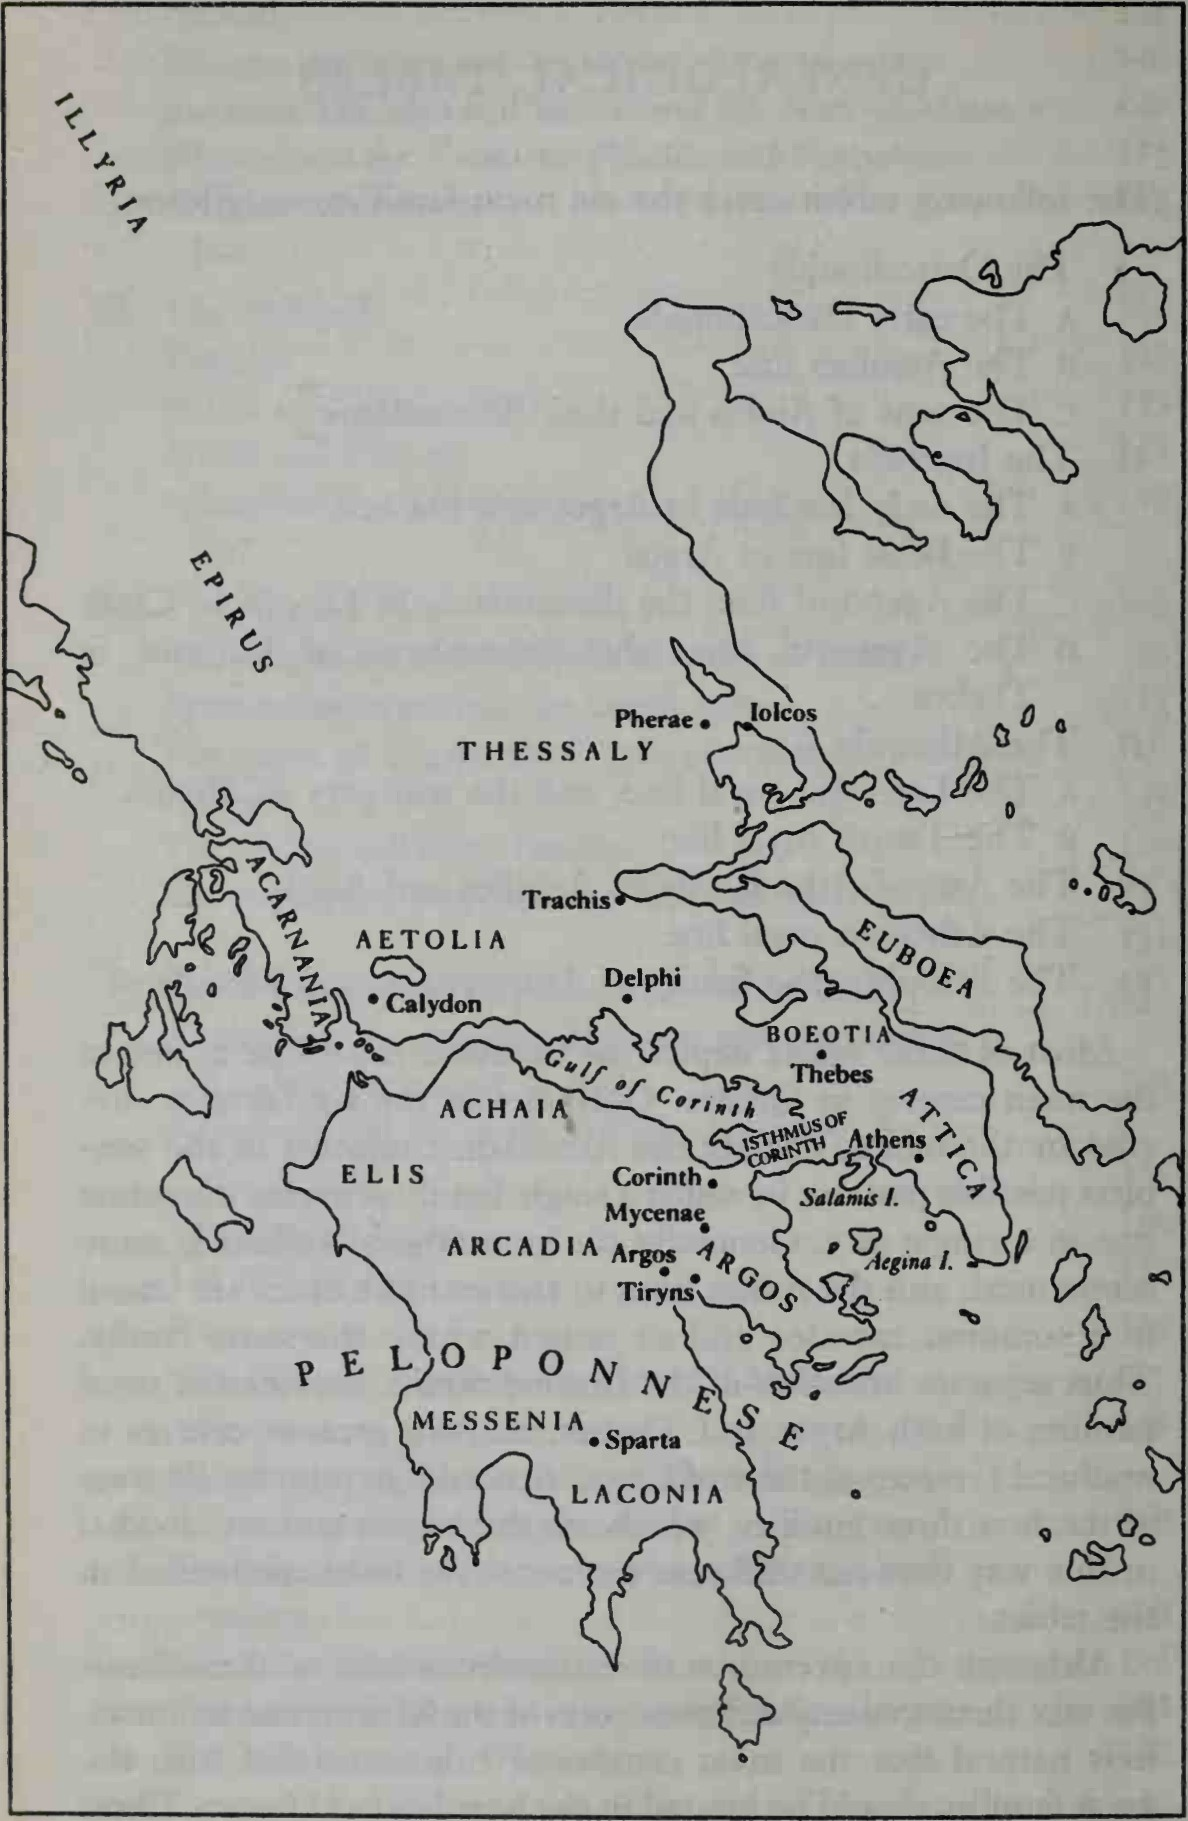 ILLYRIA
EPIRUS
Pherae
Iolcos
THESSALY
Trachis
ACARNANIA
AETOLIA
EUBOEA
Calydon
Delphi
BOEOTIA
Thebes
Gulf of Corinth
ACHAIA
ATTICA
ISTHMUS OF
CORINTH
Athens
ELIS
Corinth
Salamis I.
Mycenae
ARCADIA
Argos
ARGOS
Aegina I.
Tiryns
PELOPONNESE
MESSENIA
Sparta
LACONIA